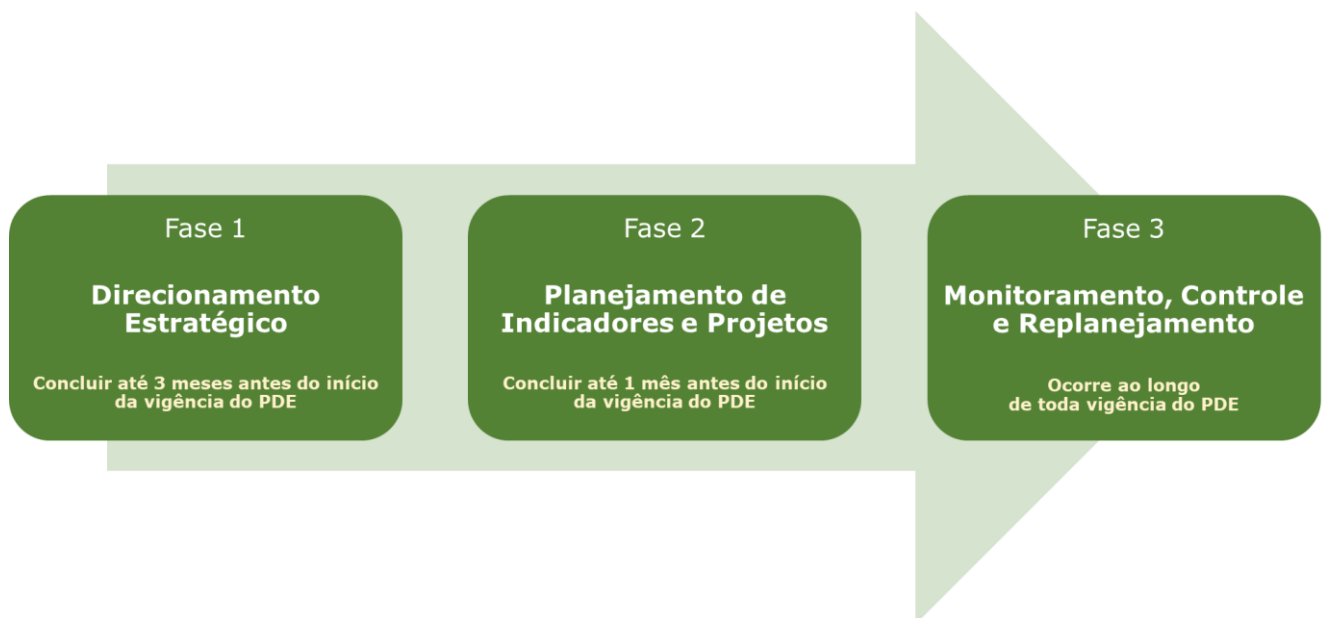 Fase 1
Direcionamento
Estratégico
Concluir até 3 meses antes do início
da vigência do PDE
Fase 2
Planejamento de
Indicadores e Projetos
Concluir até 1 mês antes do início
da vigência do PDE
Fase 3
Monitoramento, Controle
e Replanejamento
Ocorre ao longo
de toda vigência do PDE